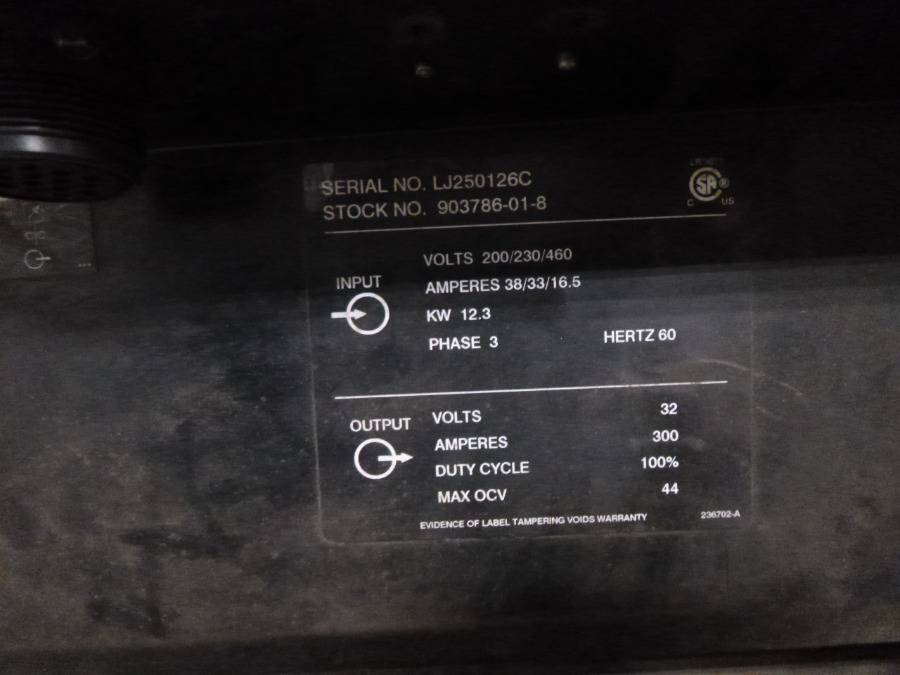 SERIAL NO. LJ250126C
STOCK NO. 903786-01-8
SA ®
C US
INPUT
VOLTS 200/230/460
AMPERES 38/33/16.5
KW 12.3
PHASE 3 HERTZ 60
OUTPUT
VOLTS 32
AMPERES 300
DUTY CYCLE 100%
MAX OCV 44
EVIDENCE OF LABEL TAMPERING VOIDS WARRANTY 236702-A